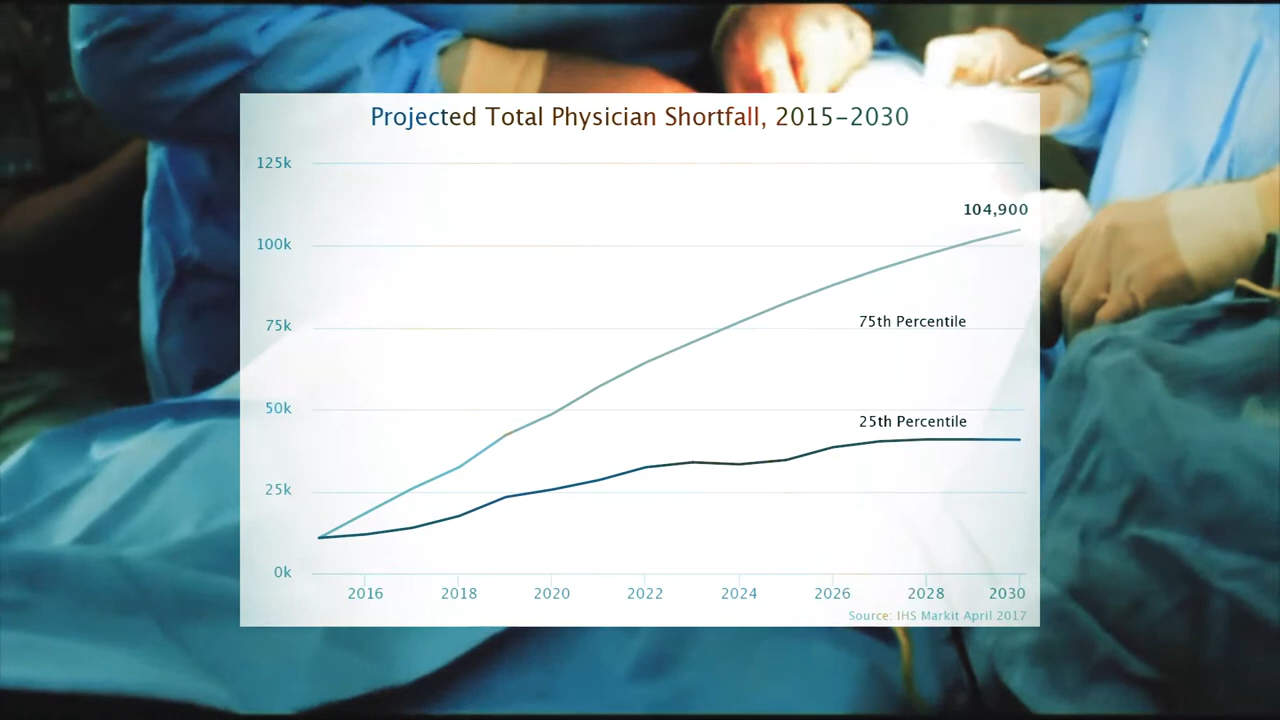 Projected Total Physician Shortfall, 2015–2030
125k
104,900
100k
75k
75th Percentile
50k
25th Percentile
25k
0k
2016 2018 2020 2022 2024 2026 2028 2030
Source: IHS Markit April 2017